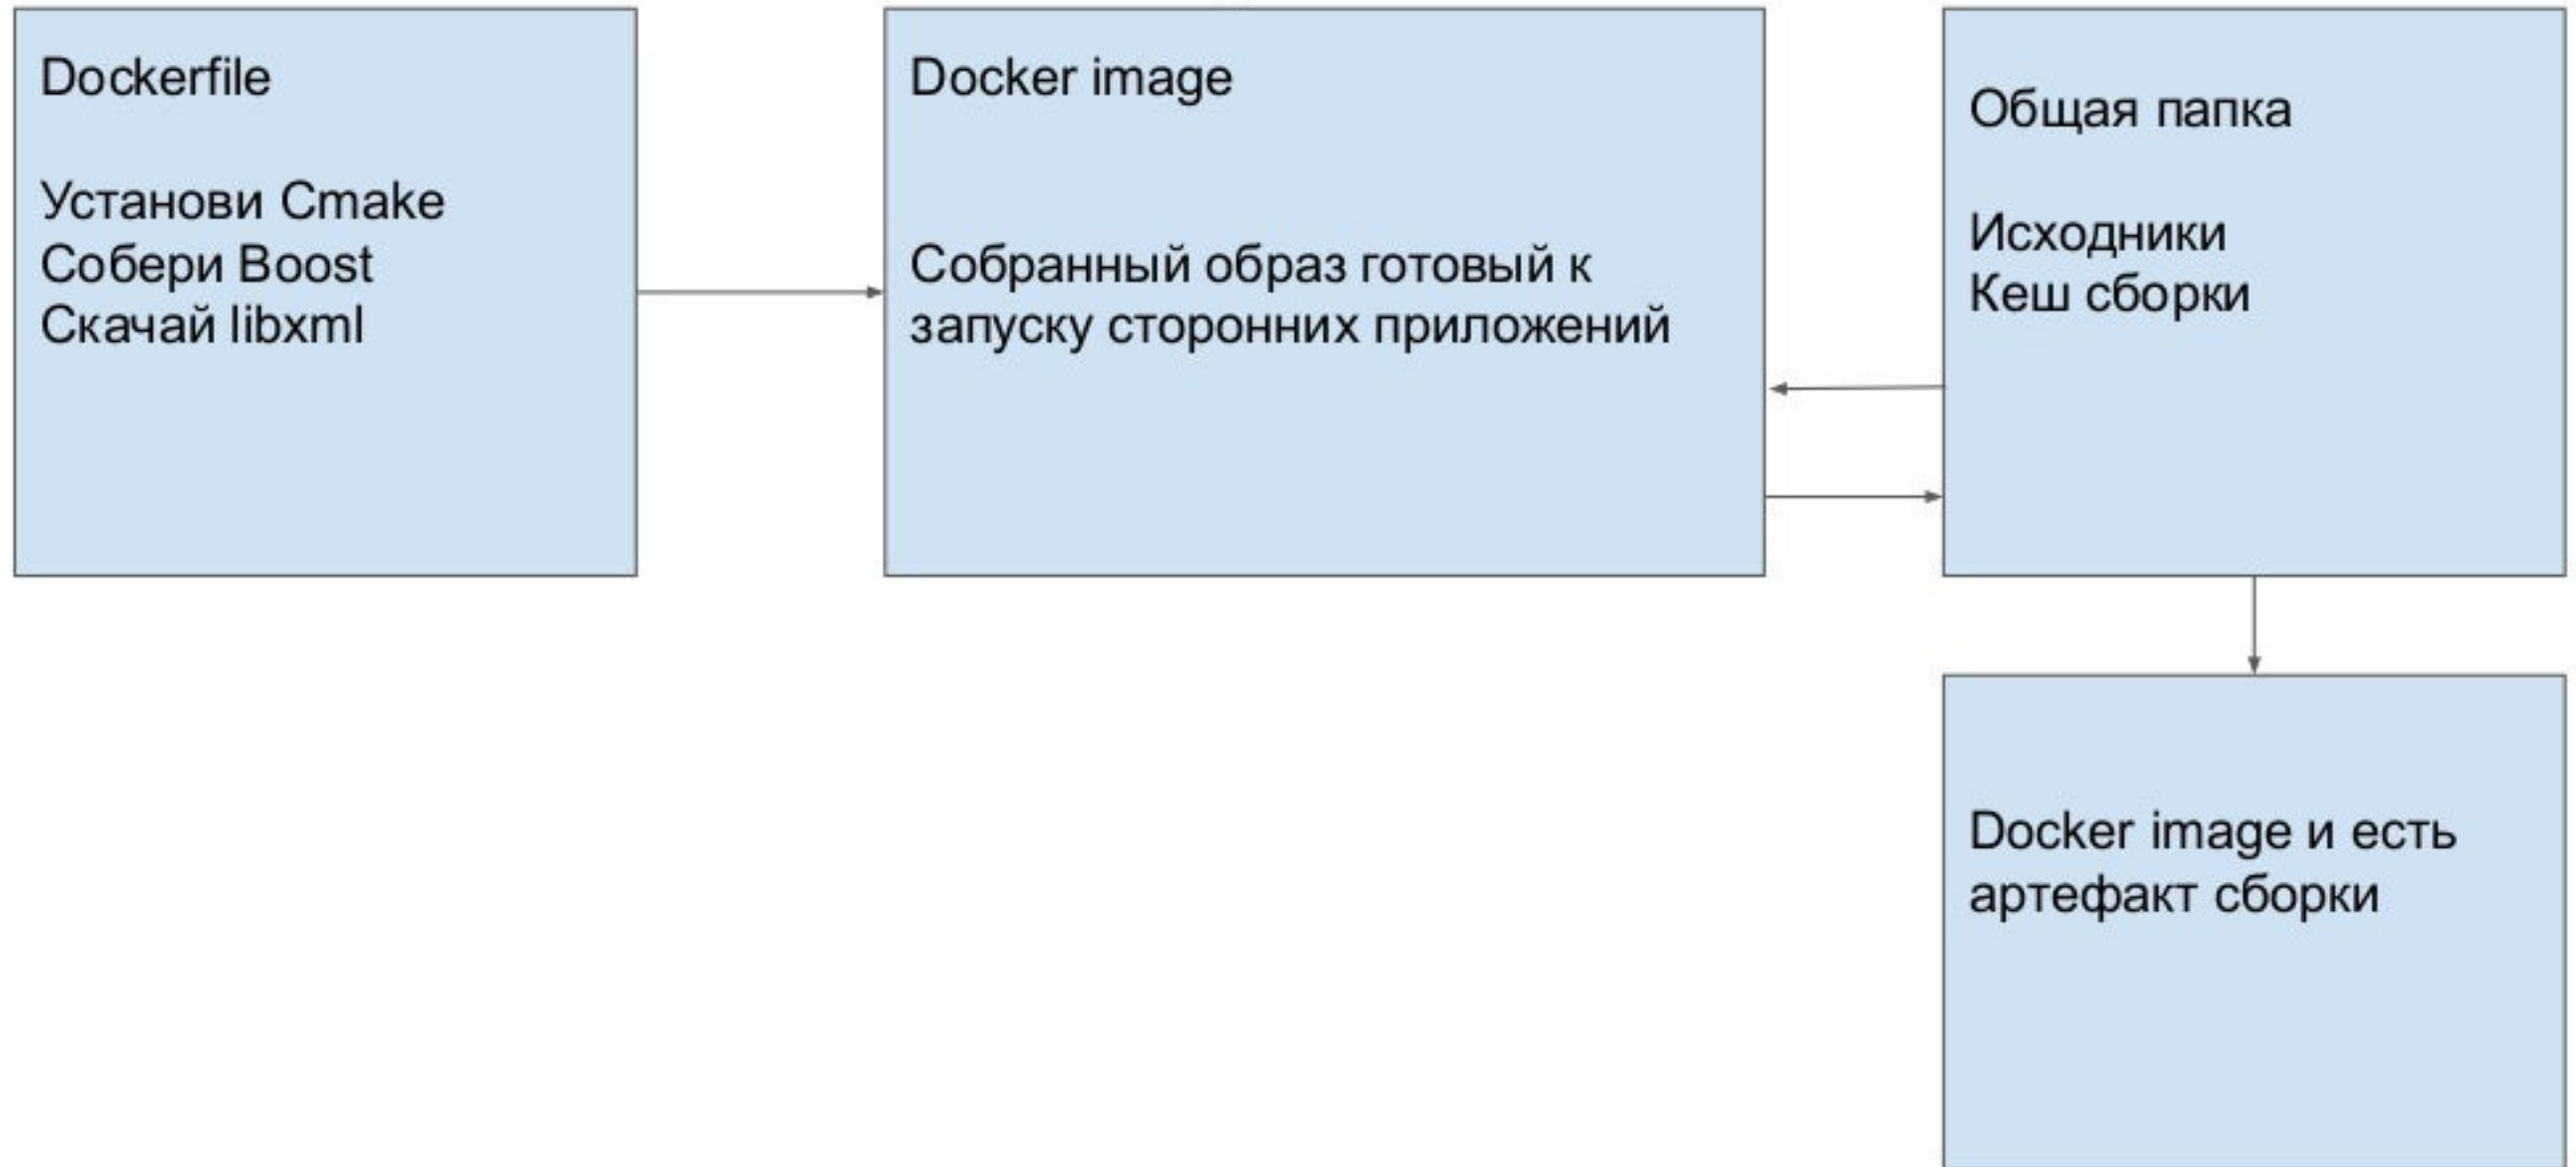 Dockerfile
Установи Cmake
Собери Boost
Скачай libxml
Docker image
Собранный образ готовый к
запуску сторонних приложений
Общая папка
Исходники
Кеш сборки
Docker image и есть
артефакт сборки